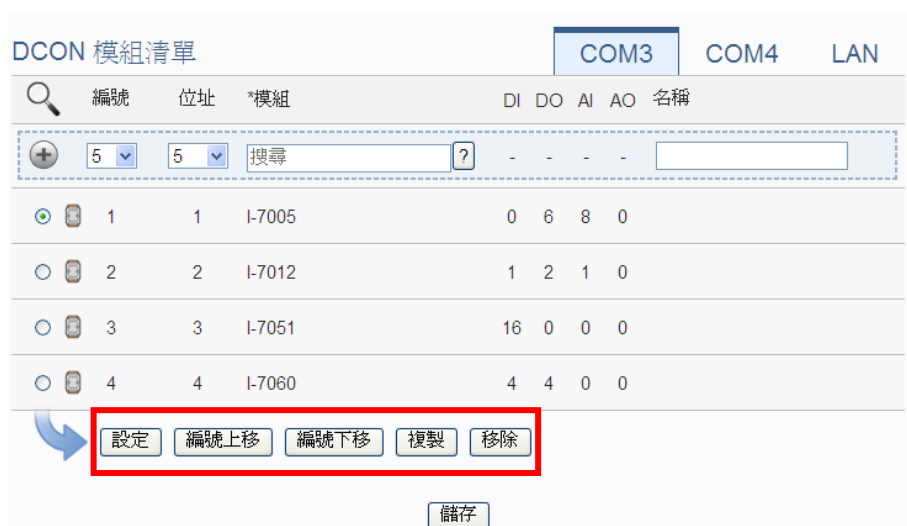 DCON 模組清單 COM3 COM4 LAN
編號 位址 *模組 DI DO AI AO 名稱
5 5 搜尋 ? - - - -
1 1 I-7005 0 6 8 0
2 2 I-7012 1 2 1 0
3 3 I-7051 16 0 0 0
4 4 I-7060 4 4 0 0
設定 編號上移 編號下移 複製 移除
儲存